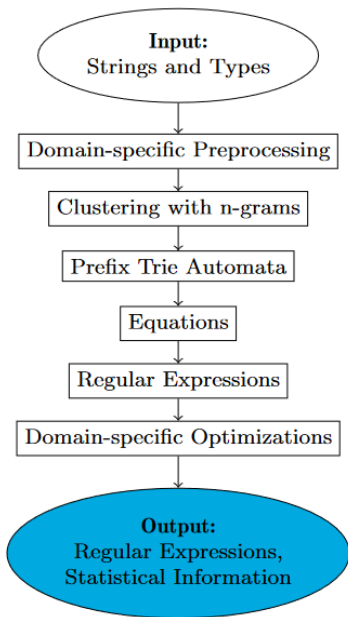 Input:
Strings and Types
Domain-specific Preprocessing
Clustering with n-grams
Prefix Trie Automata
Equations
Regular Expressions
Domain-specific Optimizations
Output:
Regular Expressions,
Statistical Information